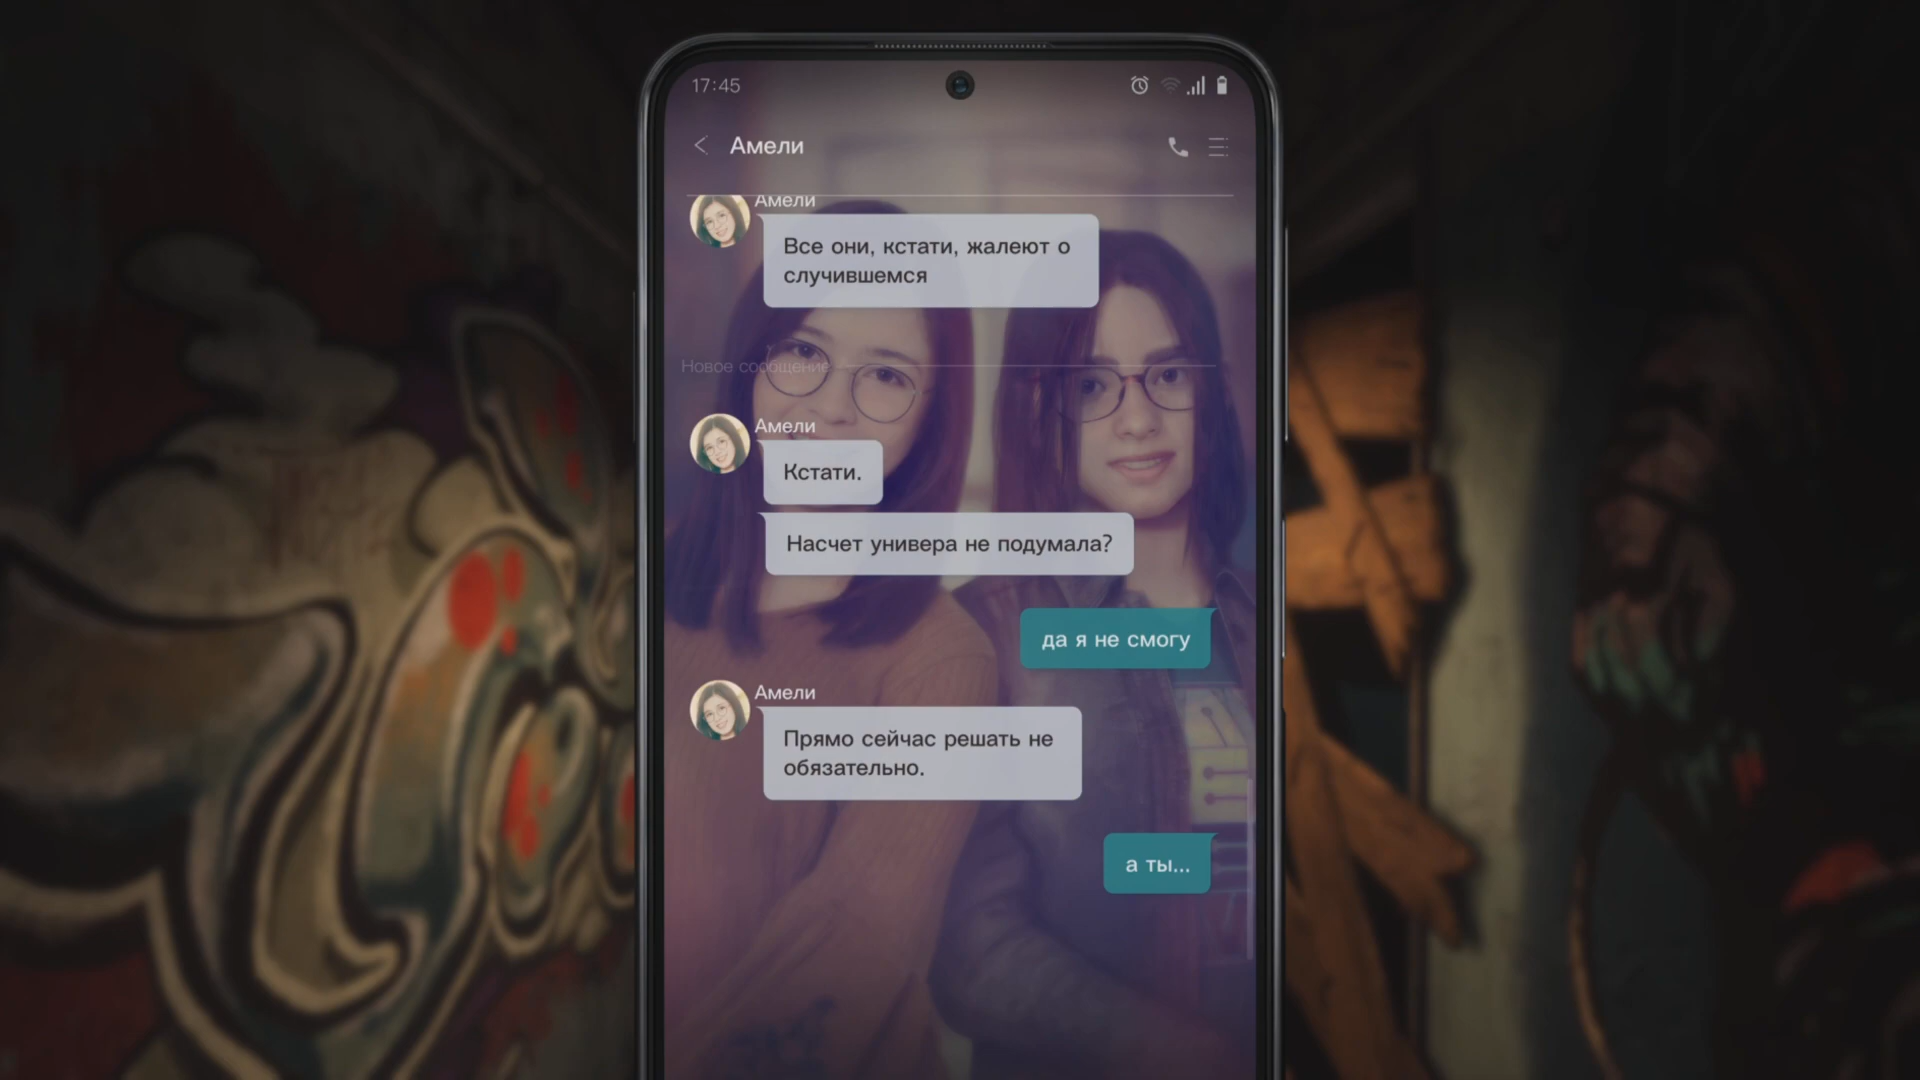 17:45
Амели
Амели
Все они, кстати, жалеют о
случившемся
Новое сообщение
Амели
Кстати.
Насчет универа не подумала?
да я не смогу
Амели
Прямо сейчас решать не
обязательно.
а ты...